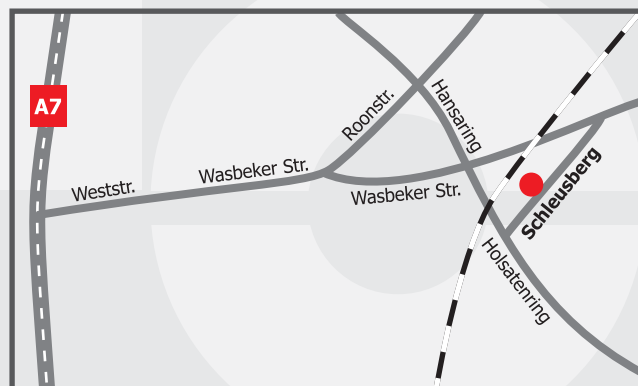 A7
Roonstr.
Hansaring
Wasbeker Str.
Weststr.
Wasbeker Str.
Schleusberg
Holsatenring